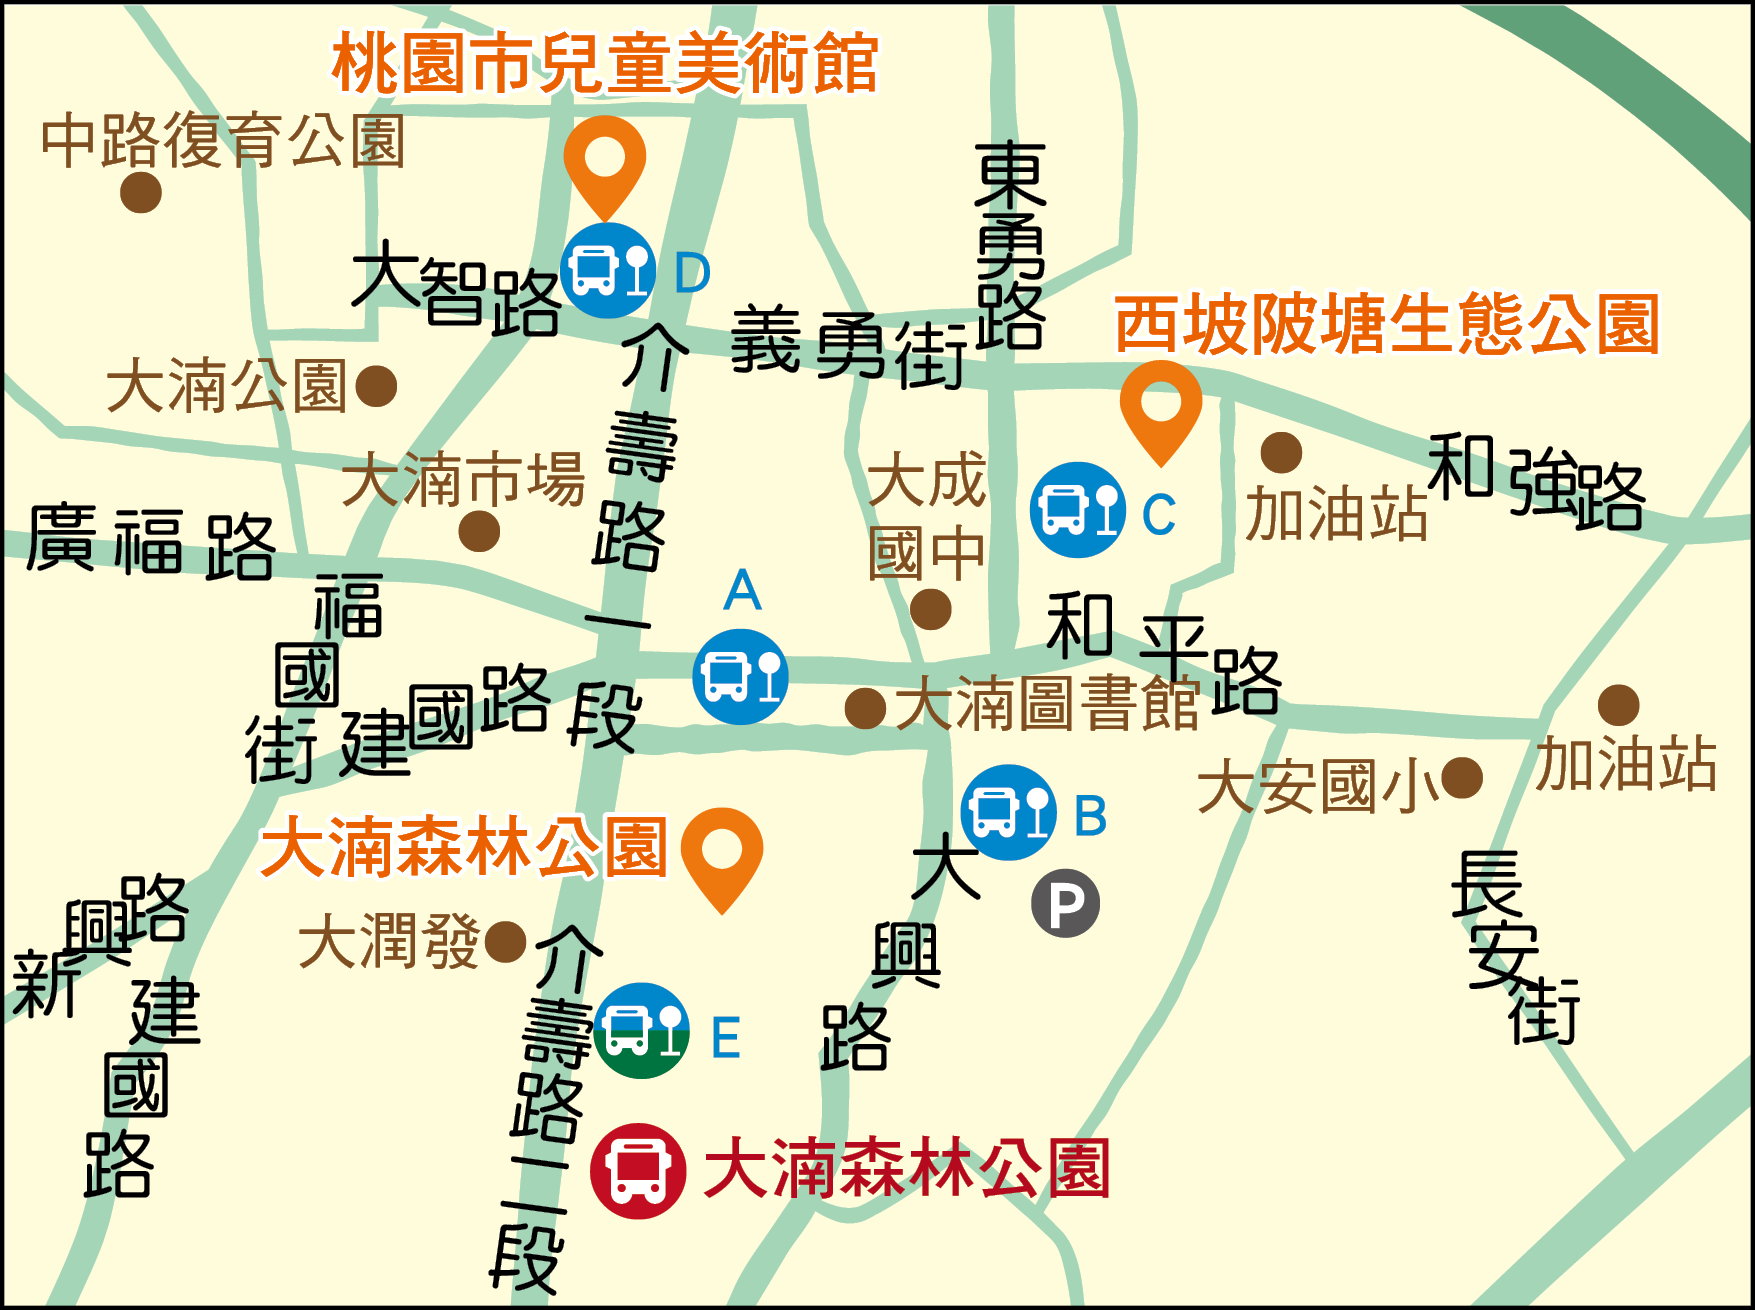 桃園市兒童美術館
中路復育公園
東勇路
大智路
D
義勇街
西坡陂塘生態公園
大湳公園
介壽路一段
大湳市場
大成
國中
C
加油站
和強路
廣福路
福國街
A
和平路
建國路
大湳圖書館
加油站
大安國小
大湳森林公園
B
大興路
P
長安街
新興路
大潤發
介壽路二段
建國路
E
大湳森林公園